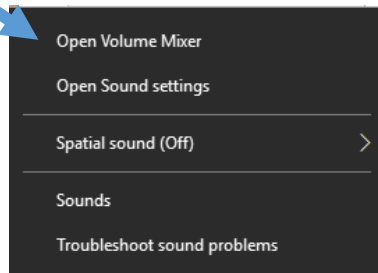 Open Volume Mixer
Open Sound settings
Spatial sound (Off)
Sounds
Troubleshoot sound problems